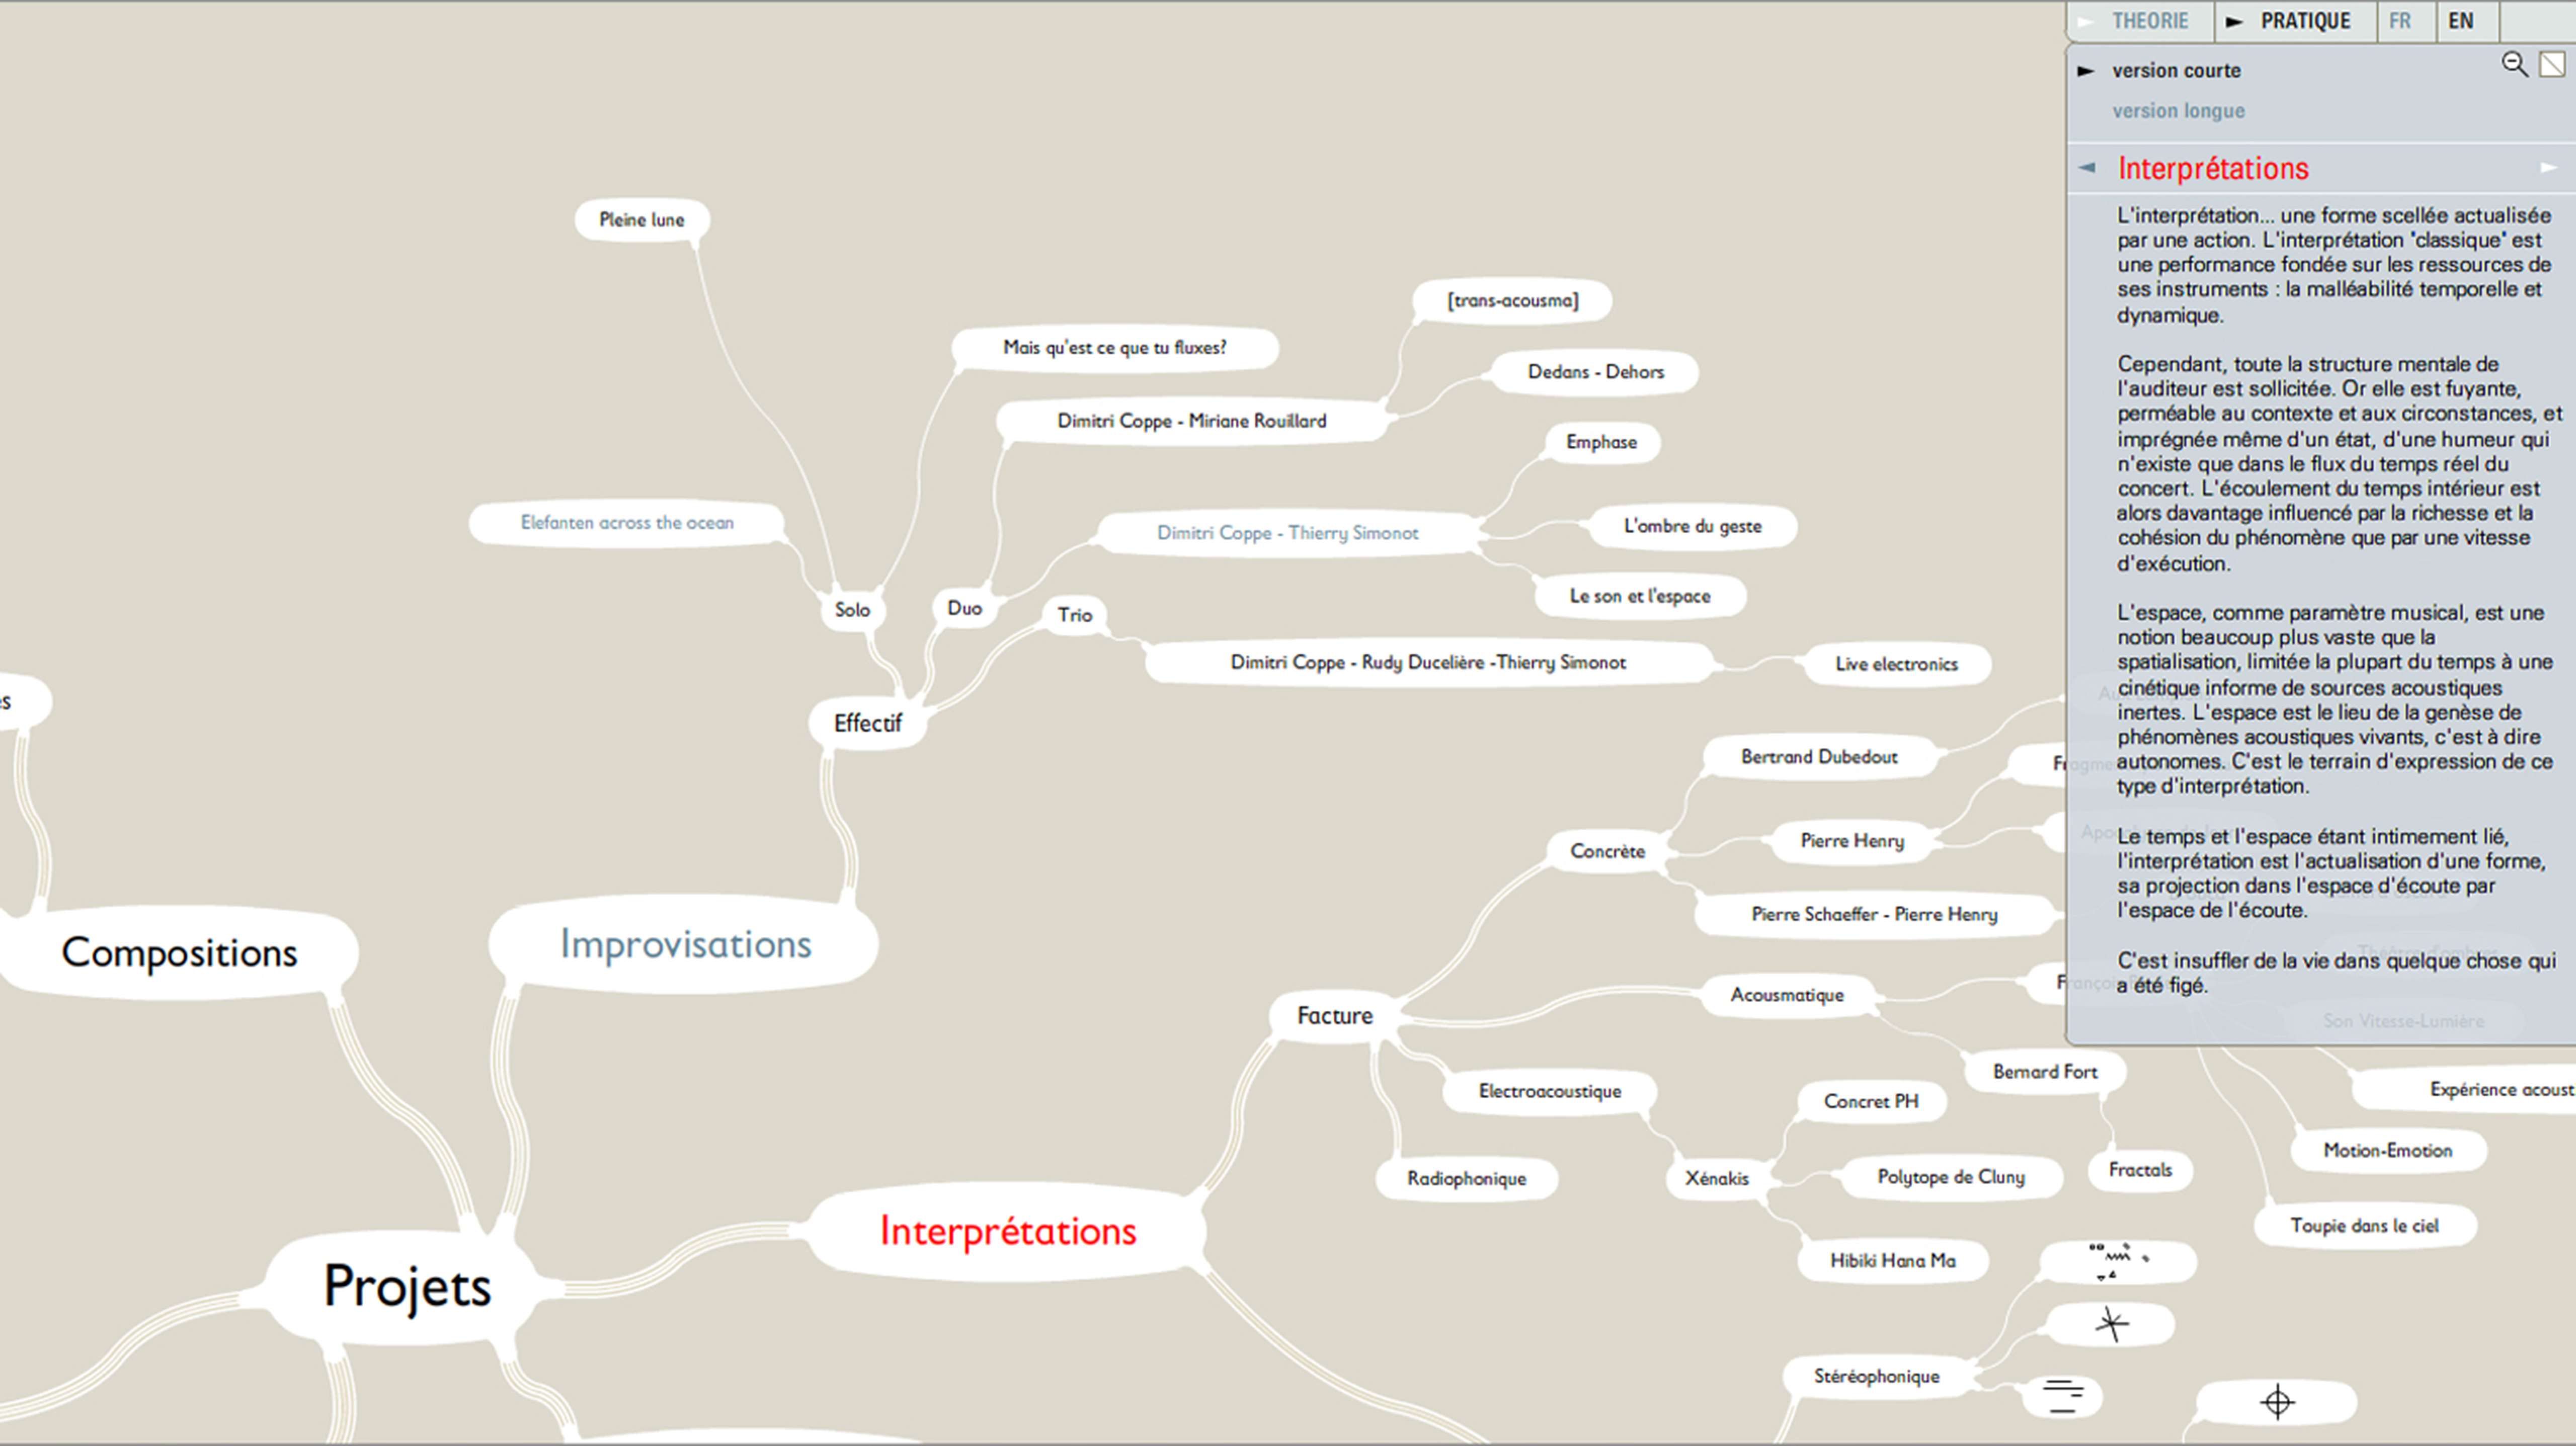 THEORIE
PRATIQUE
FR
EN
version courte
version longue
Interprétations
L'interprétation... une forme scellée actualisée
par une action. L'interprétation 'classique' est
une performance fondée sur les ressources de
ses instruments : la malléabilité temporelle et
dynamique.
Cependant, toute la structure mentale de
l'auditeur est sollicitée. Or elle est fuyante,
perméable au contexte et aux circonstances, et
imprégnée même d'un état, d'une humeur qui
n'existe que dans le flux du temps réel du
concert. L'écoulement du temps intérieur est
alors davantage influencé par la richesse et la
cohésion du phénomène que par une vitesse
d'exécution.
L'espace, comme paramètre musical, est une
notion beaucoup plus vaste que la
spatialisation, limitée la plupart du temps à une
cinétique informe de sources acoustiques
inertes. L'espace est le lieu de la genèse de
phénomènes acoustiques vivants, c'est à dire
autonomes. C'est le terrain d'expression de ce
type d'interprétation.
Le temps et l'espace étant intimement lié,
l'interprétation est l'actualisation d'une forme,
sa projection dans l'espace d'écoute par
l'espace de l'écoute.
C'est insuffler de la vie dans quelque chose qui
a été figé.
Pleine lune
[trans-acousma]
Mais qu'est ce que tu fluxes?
Dedans - Dehors
Dimitri Coppe - Miriane Rouillard
Emphase
Elefanten across the ocean
Dimitri Coppe - Thierry Simonot
L'ombre du geste
Le son et l'espace
Solo
Duo
Trio
Dimitri Coppe - Rudy Ducelière -Thierry Simonot
Live electronics
Effectif
Bertrand Dubedout
Pierre Henry
Concrète
Pierre Schaeffer - Pierre Henry
Compositions
Improvisations
Acousmatique
Facture
Son Vitesse-Lumière
Bernard Fort
Electroacoustique
Concret PH
Expérience acoust
Motion-Emotion
Fractals
Radiophonique
Xénakis
Polytope de Cluny
Toupie dans le ciel
Interprétations
Hibiki Hana Ma
Projets
Stéréophonique